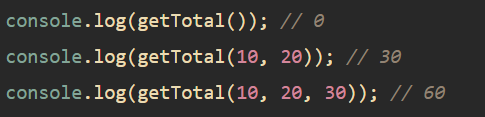 console.log(getTotal()); // 0
console.log(getTotal(10, 20)); // 30
console.log(getTotal(10, 20, 30)); // 60